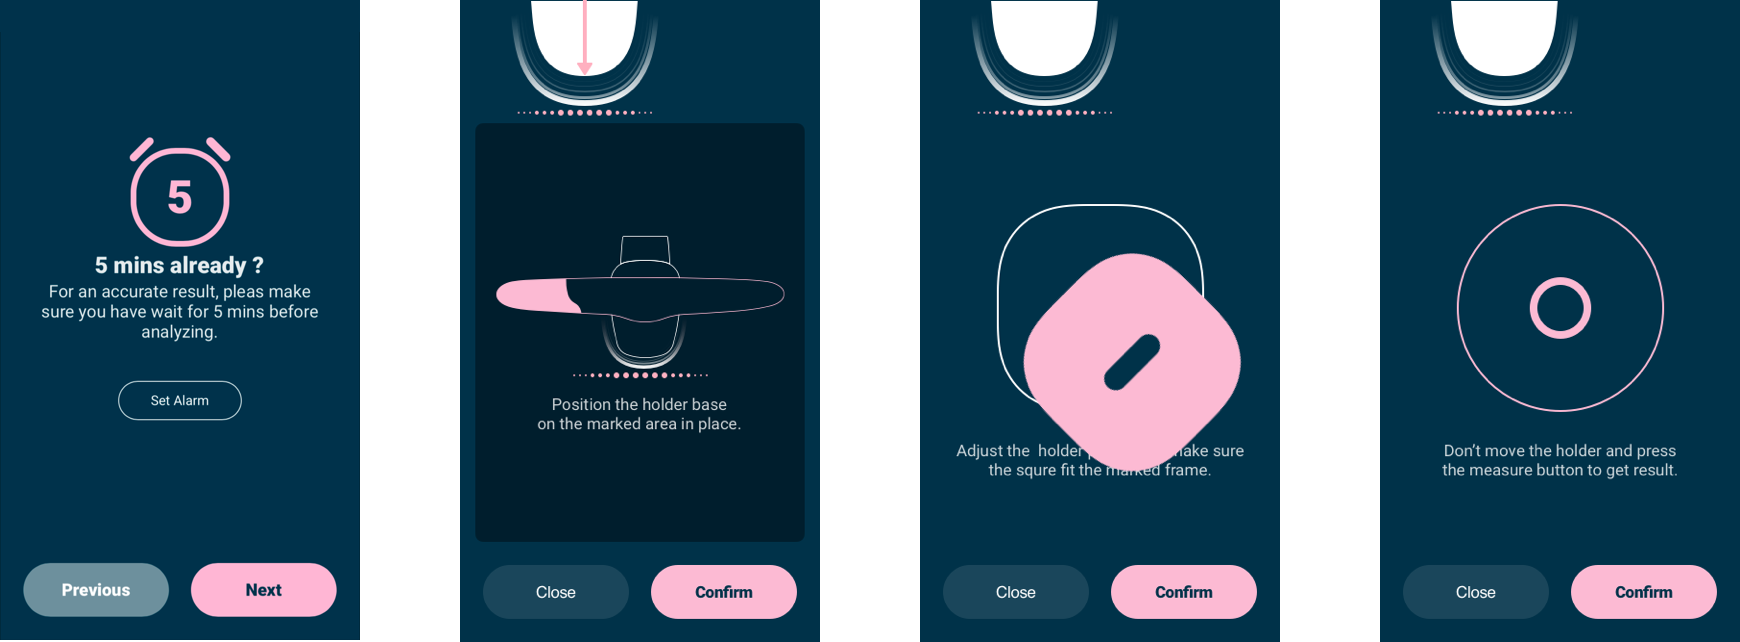 5
5 mins already ?
For an accurate result, pleas make
sure you have wait for 5 mins before
analyzing.
Set Alarm
Previous
Next
Position the holder base
on the marked area in place.
Close
Confirm
Adjust the holder make sure
the squre fit the marked frame.
Close
Confirm
Don't move the holder and press
the measure button to get result.
Close
Confirm